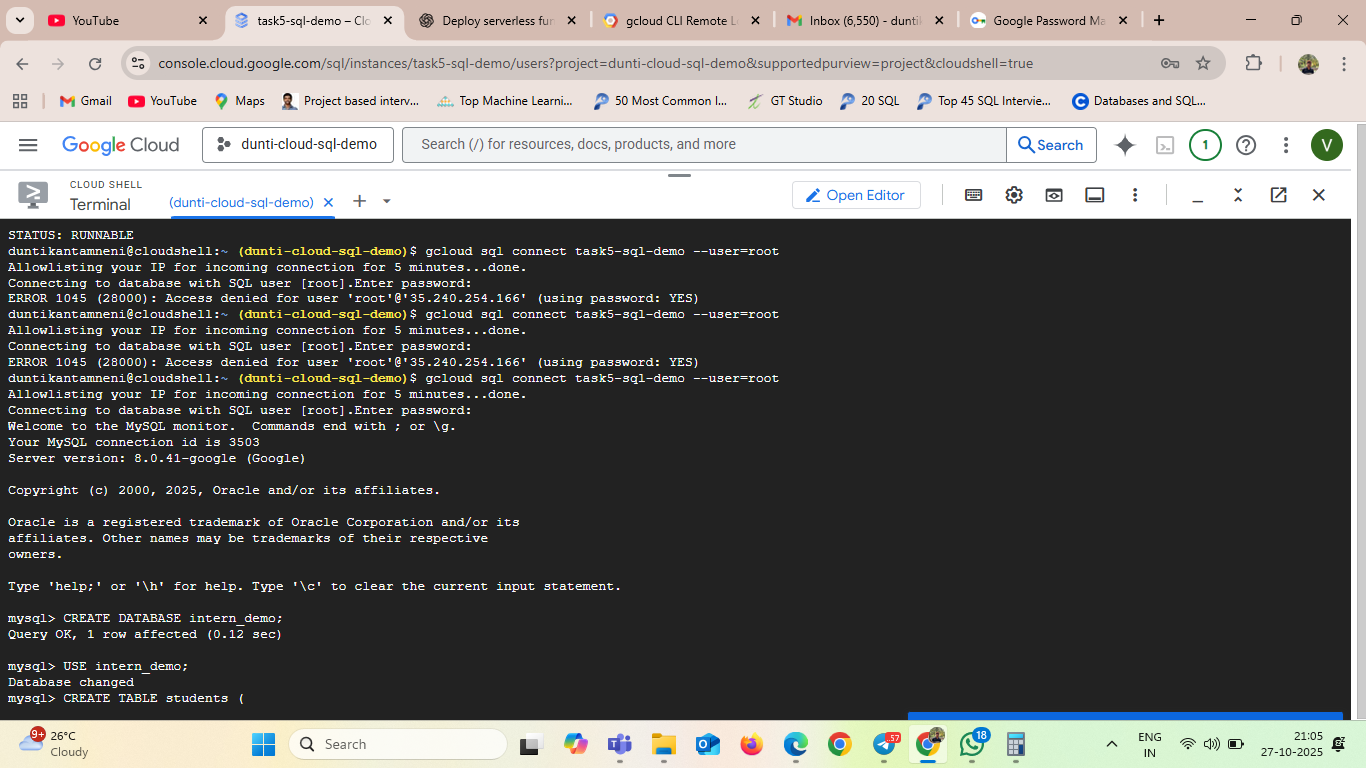 YouTube
task5-sql-demo – Clo
Deploy serverless fun
gcloud CLI Remote L
Inbox (6,550) - duntik
Google Password Ma
console.cloud.google.com/sql/instances/task5-sql-demo/users?project=dunti-cloud-sql-demo&supportedpurview=project&cloudshell=true
Gmail
YouTube
Maps
Project based interv...
Top Machine Learni...
50 Most Common I...
GT Studio
20 SQL
Top 45 SQL Intervie...
Databases and SQL...
Google Cloud
dunti-cloud-sql-demo
Search (/) for resources, docs, products, and more
Search
1
V
CLOUD SHELL
Terminal
(dunti-cloud-sql-demo)
Open Editor
STATUS: RUNNABLE
duntikantamneni@cloudshell:~ (dunti-cloud-sql-demo)$ gcloud sql connect task5-sql-demo --user=root
Allowlisting your IP for incoming connection for 5 minutes...done.
Connecting to database with SQL user [root].Enter password:
ERROR 1045 (28000): Access denied for user 'root'@'35.240.254.166' (using password: YES)
duntikantamneni@cloudshell:~ (dunti-cloud-sql-demo)$ gcloud sql connect task5-sql-demo --user=root
Allowlisting your IP for incoming connection for 5 minutes...done.
Connecting to database with SQL user [root].Enter password:
ERROR 1045 (28000): Access denied for user 'root'@'35.240.254.166' (using password: YES)
duntikantamneni@cloudshell:~ (dunti-cloud-sql-demo)$ gcloud sql connect task5-sql-demo --user=root
Allowlisting your IP for incoming connection for 5 minutes...done.
Connecting to database with SQL user [root].Enter password:
Welcome to the MySQL monitor.  Commands end with ; or \g.
Your MySQL connection id is 3503
Server version: 8.0.41-google (Google)
Copyright (c) 2000, 2025, Oracle and/or its affiliates.
Oracle is a registered trademark of Oracle Corporation and/or its
affiliates. Other names may be trademarks of their respective
owners.
Type 'help;' or '\h' for help. Type '\c' to clear the current input statement.
mysql> CREATE DATABASE intern_demo;
Query OK, 1 row affected (0.12 sec)
mysql> USE intern_demo;
Database changed
mysql> CREATE TABLE students (
9+
26°C
Cloudy
Search
57
18
ENG
IN
21:05
27-10-2025